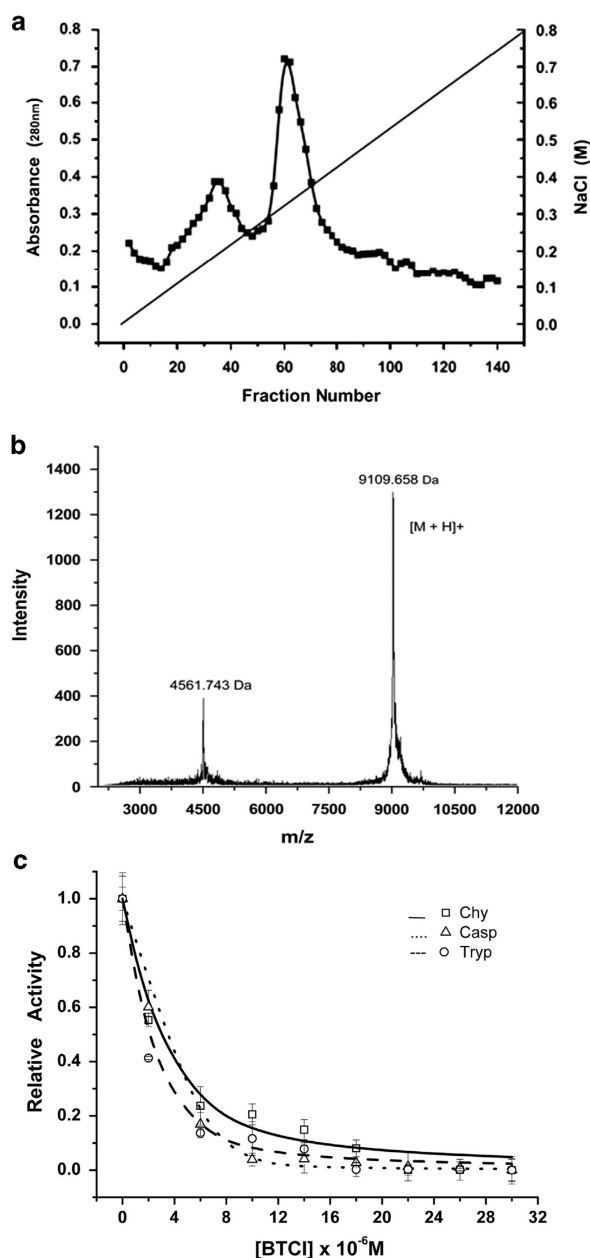 a
Absorbance (280nm)
0.8
0.7
0.6
0.5
0.4
0.3
0.2
0.1
0.0
0.8
0.7
0.6
0.5
0.4
0.3
0.2
0.1
0.0
NaCl (M)
0 20 40 60 80 100 120 140
Fraction Number
b
Intensity
1400
1200
1000
800
600
400
200
0
9109.658 Da
[M + H]+
4561.743 Da
3000 4500 6000 7500 9000 10500 12000
m/z
c
Relative Activity
1.0
0.8
0.6
0.4
0.2
0.0
Chy
Casp
Tryp
0 4 8 12 16 20 24 28 32
[BTCI] x 10-6M